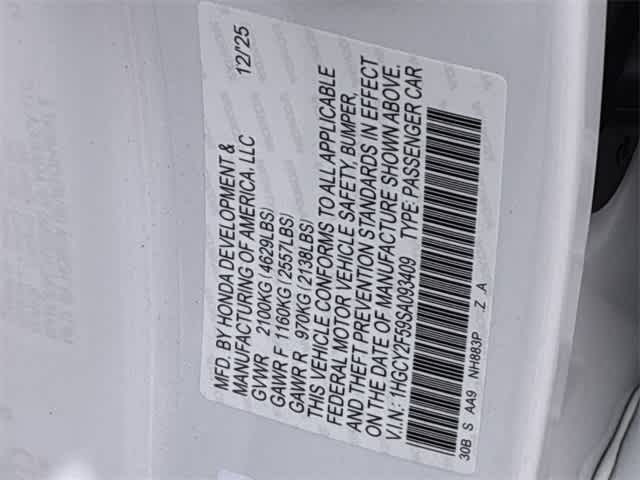 MFD. BY HONDA DEVELOPMENT & 12/'25
MANUFACTURING OF AMERICA, LLC
GVWR 2100KG (4629LBS)
GAWR F 1160KG (2557LBS)
GAWR R 970KG (2138LBS)
THIS VEHICLE CONFORMS TO ALL APPLICABLE
FEDERAL MOTOR VEHICLE SAFETY, BUMPER,
AND THEFT PREVENTION STANDARDS IN EFFECT
ON THE DATE OF MANUFACTURE SHOWN ABOVE.
V.I.N.: 1HGCY2F59SA093409 TYPE: PASSENGER CAR
30B S AA9 NH883P Z A